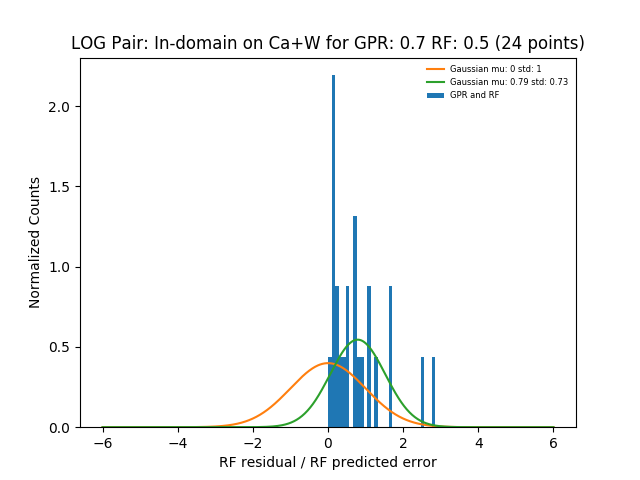 LOG Pair: In-domain on Ca+W for GPR: 0.7 RF: 0.5 (24 points)
Gaussian mu: 0 std: 1
Gaussian mu: 0.79 std: 0.73
GPR and RF
Normalized Counts
2.0
1.5
1.0
0.5
0.0
−6 −4 −2 0 2 4 6
RF residual / RF predicted error